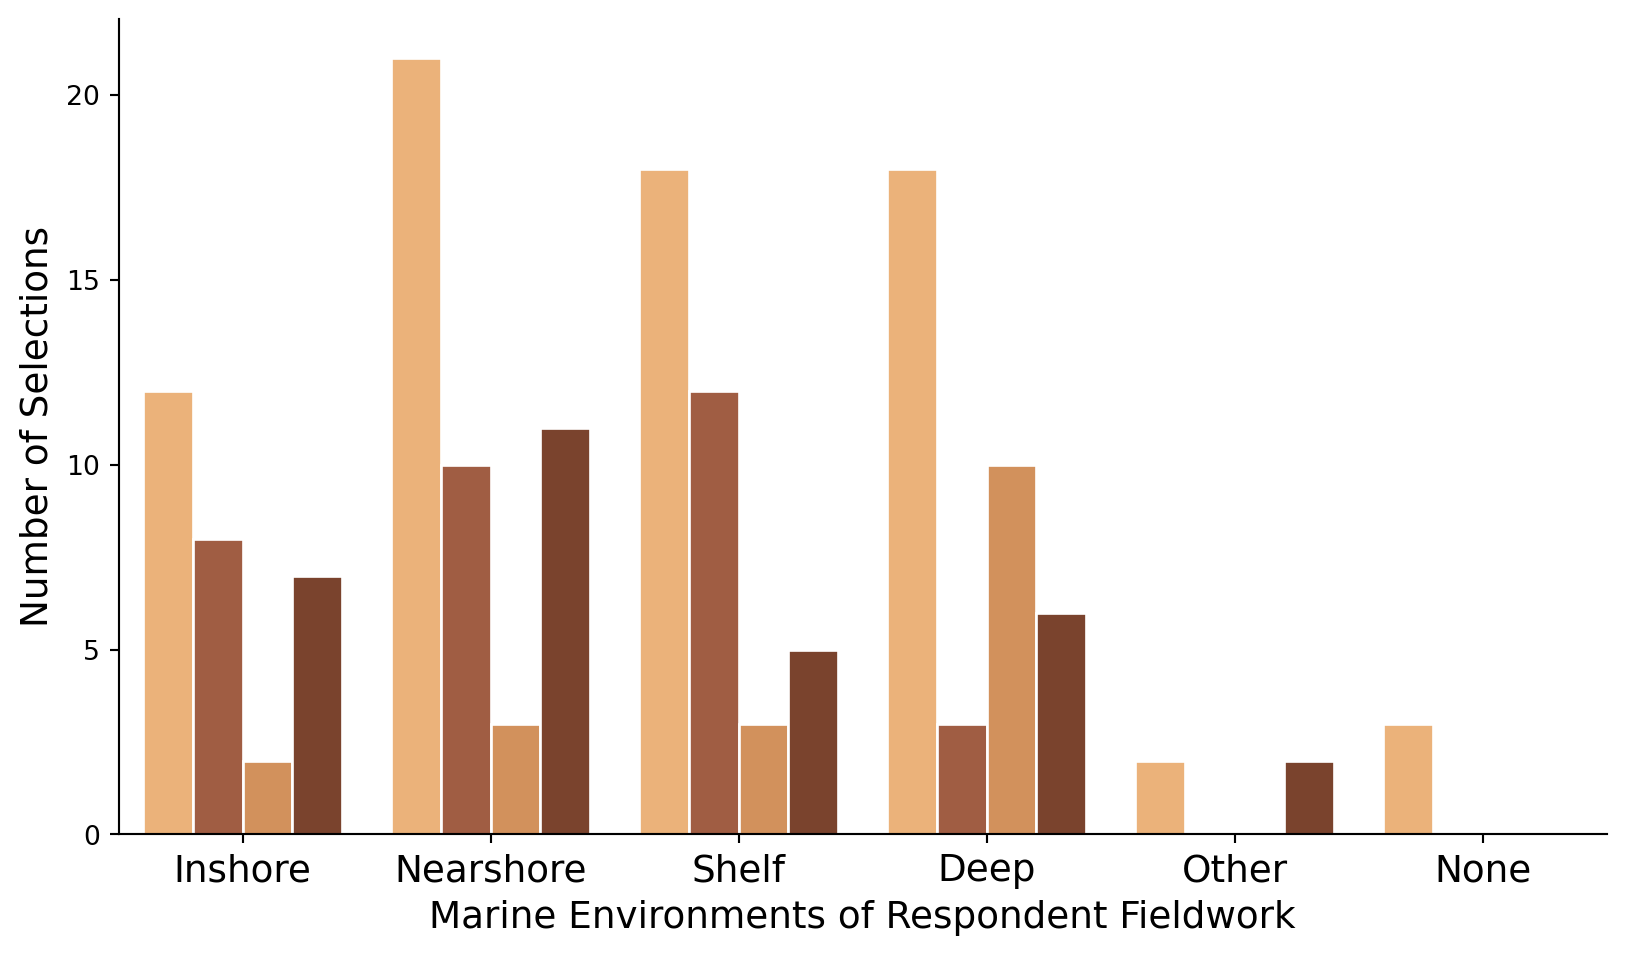 Number of Selections
20
15
10
5
0
Inshore Nearshore Shelf Deep Other None
Marine Environments of Respondent Fieldwork